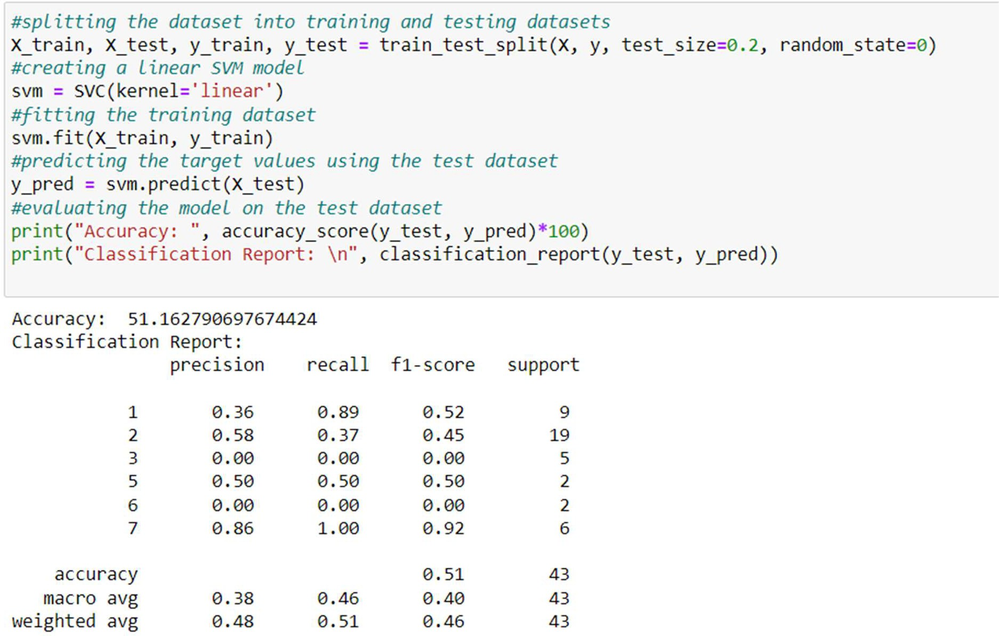 #splitting the dataset into training and testing datasets
X_train, X_test, y_train, y_test = train_test_split(X, y, test_size=0.2, random_state=0)
#creating a linear SVM model
svm = SVC(kernel='linear')
#fitting the training dataset
svm.fit(X_train, y_train)
#predicting the target values using the test dataset
y_pred = svm.predict(X_test)
#evaluating the model on the test dataset
print("Accuracy: ", accuracy_score(y_test, y_pred)*100)
print("Classification Report: \n", classification_report(y_test, y_pred))
Accuracy:  51.162790697674424
Classification Report:
precision recall f1-score support
1 0.36 0.89 0.52 9
2 0.58 0.37 0.45 19
3 0.00 0.00 0.00 5
5 0.50 0.50 0.50 2
6 0.00 0.00 0.00 2
7 0.86 1.00 0.92 6
accuracy 0.51 43
macro avg 0.38 0.46 0.40 43
weighted avg 0.48 0.51 0.46 43